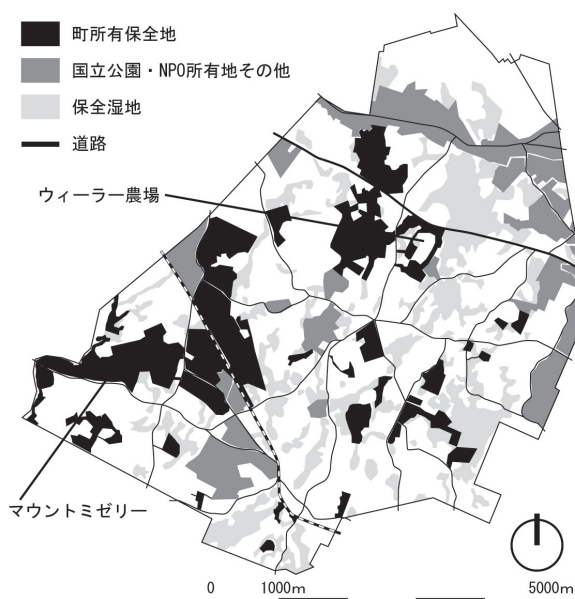 町所有保全地
国立公園・NPO所有地その他
保全湿地
道路
ウィーラー農場
マウントミゼリー
0 1000m 5000m